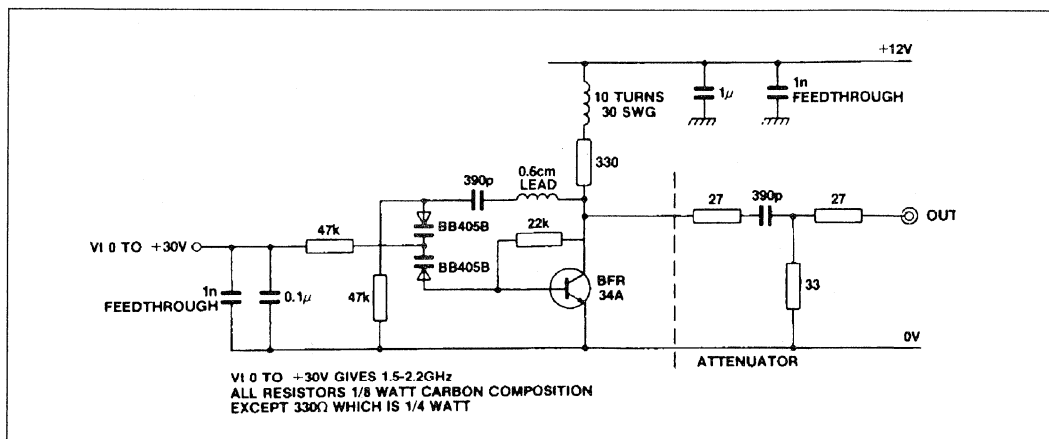 +12V
10 TURNS
30 SWG
1µ
1n
FEEDTHROUGH
330
0.6cm
LEAD
390p
27
390p
27
OUT
BB405B
22k
VI 0 TO +30V
47k
BB405B
BFR
34A
47k
33
1n
FEEDTHROUGH
0.1µ
0V
ATTENUATOR
VI 0 TO +30V GIVES 1.5-2.2GHz
ALL RESISTORS 1/8 WATT CARBON COMPOSITION
EXCEPT 330Ω WHICH IS 1/4 WATT